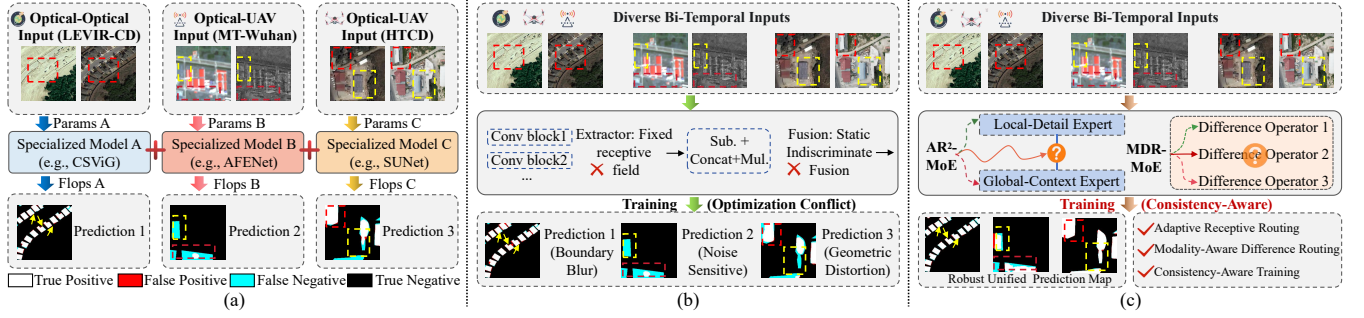 Optical-Optical
Input (LEVIR-CD)
Optical-UAV
Input (MT-Wuhan)
Optical-UAV
Input (HTCD)
Params A
Params B
Params C
Specialized Model A
(e.g., CSViG)
Specialized Model B
(e.g., AFENet)
Specialized Model C
(e.g., SUNet)
Flops A
Flops B
Flops C
Prediction 1
Prediction 2
Prediction 3
True Positive
False Positive
False Negative
True Negative
(a)
Diverse Bi-Temporal Inputs
Conv block1
Conv block2
...
Extractor: Fixed
receptive
field
Sub. +
Concat+Mul.
Fusion: Static
Indiscriminate
Fusion
Training (Optimization Conflict)
Prediction 1
(Boundary
Blur)
Prediction 2
(Noise
Sensitive)
Prediction 3
(Geometric
Distortion)
(b)
Diverse Bi-Temporal Inputs
AR²-
MoE
Local-Detail Expert
?
Global-Context Expert
MDR-
MoE
Difference Operator 1
Difference Operator 2
?
Difference Operator 3
Training (Consistency-Aware)
Robust Unified Prediction Map
Adaptive Receptive Routing
Modality-Aware Difference Routing
Consistency-Aware Training
(c)